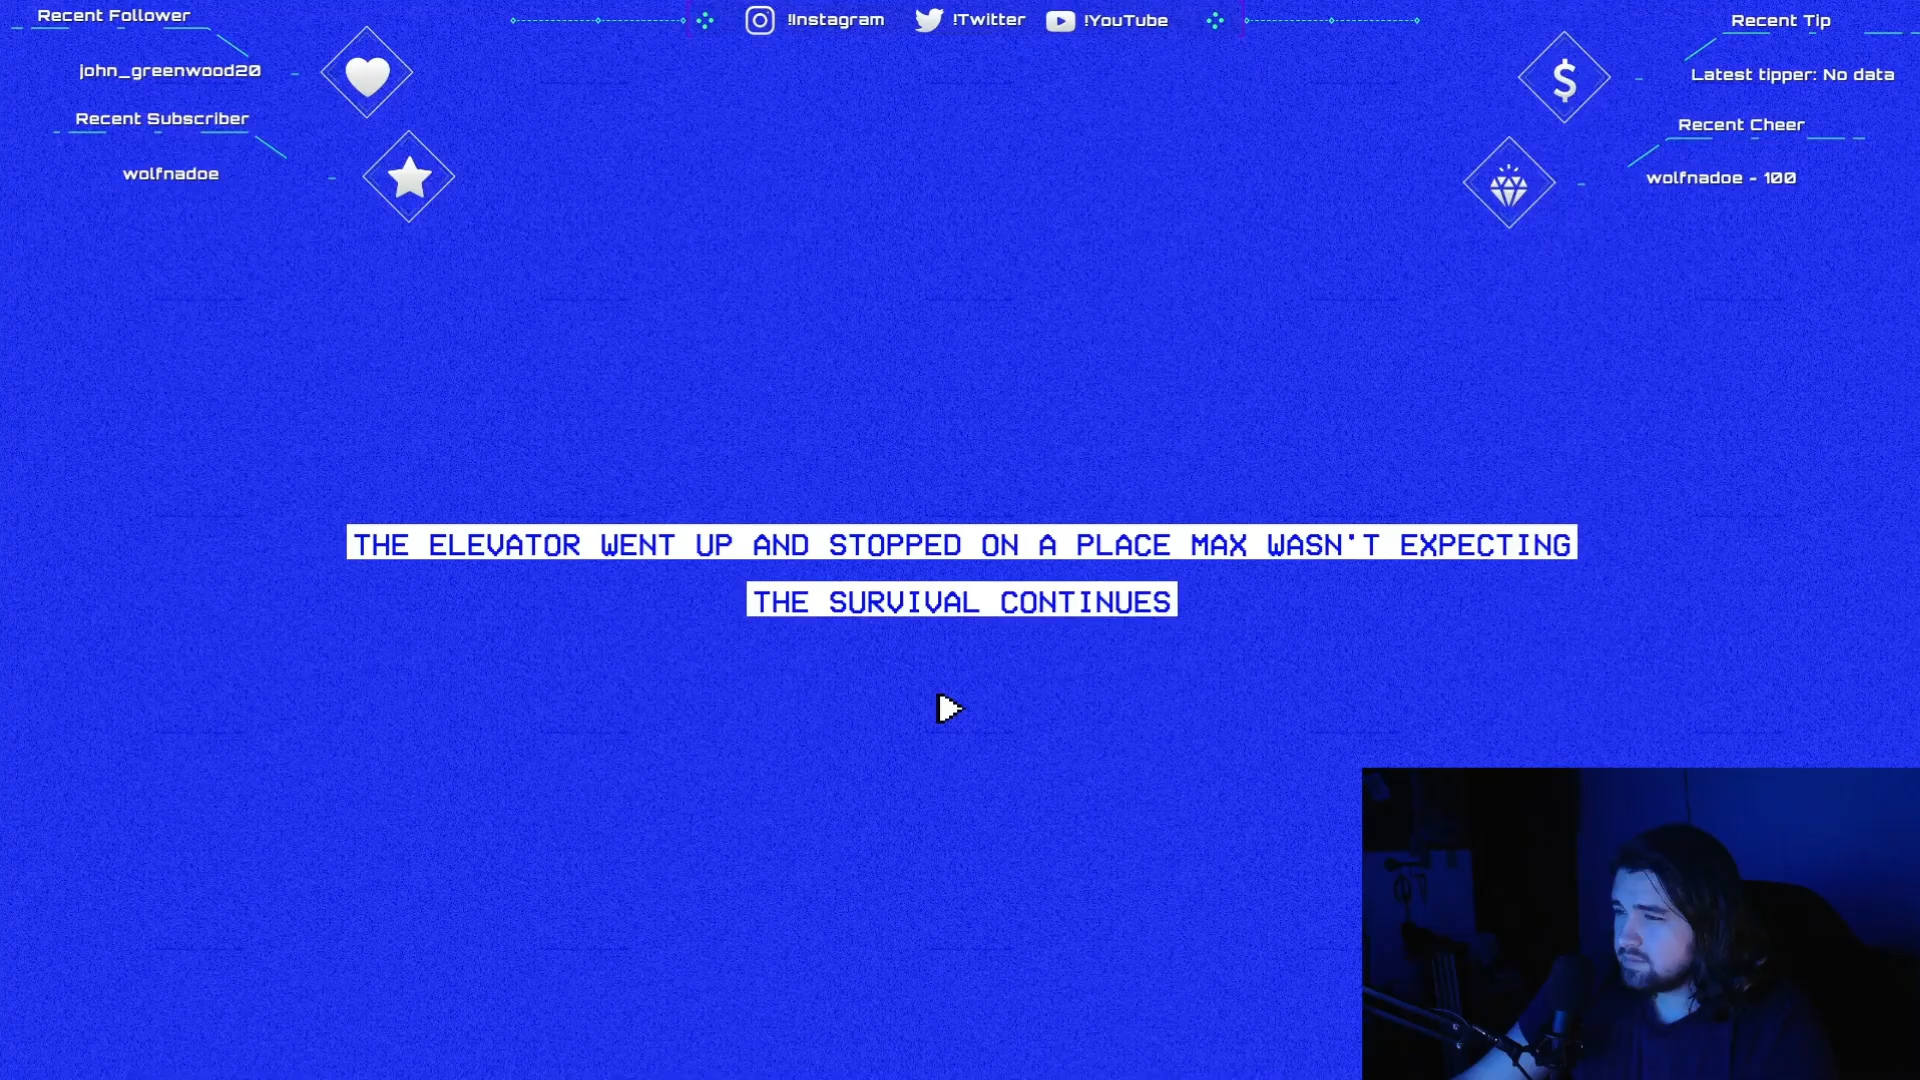 Recent Follower
john_greenwood20
Recent Subscriber
wolfnadoe
!Instagram
!Twitter
!YouTube
Recent Tip
Latest tipper: No data
Recent Cheer
wolfnadoe - 100
THE ELEVATOR WENT UP AND STOPPED ON A PLACE MAX WASN'T EXPECTING
THE SURVIVAL CONTINUES